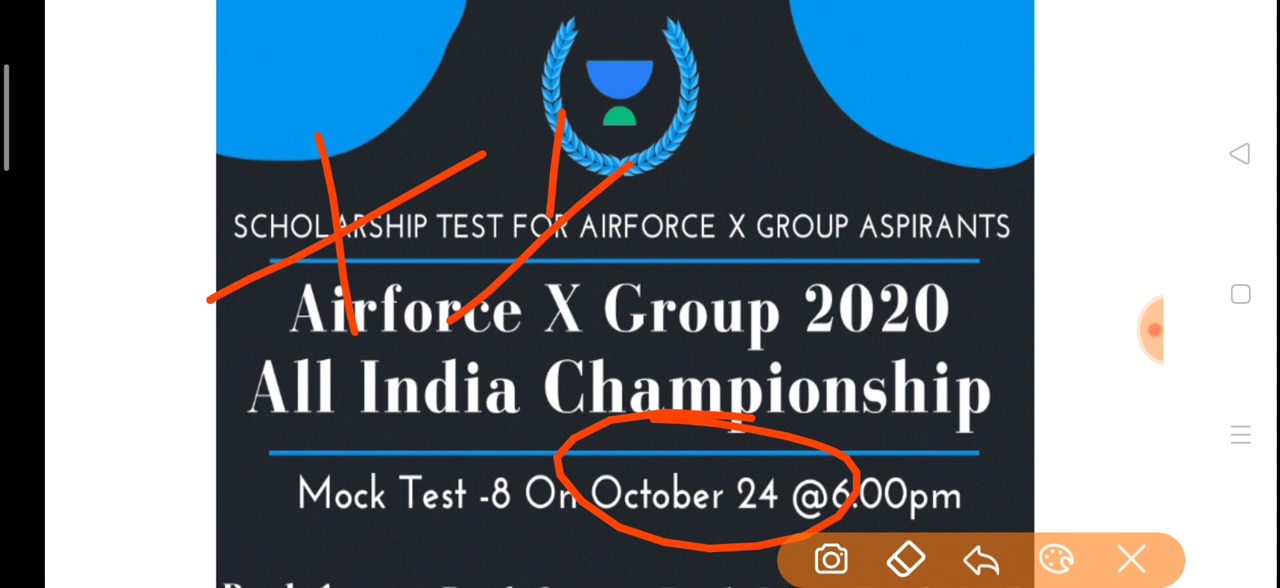 SCHOLARSHIP TEST FOR AIRFORCE X GROUP ASPIRANTS
Airforce X Group 2020
All India Championship
Mock Test -8 On October 24 @6.00pm